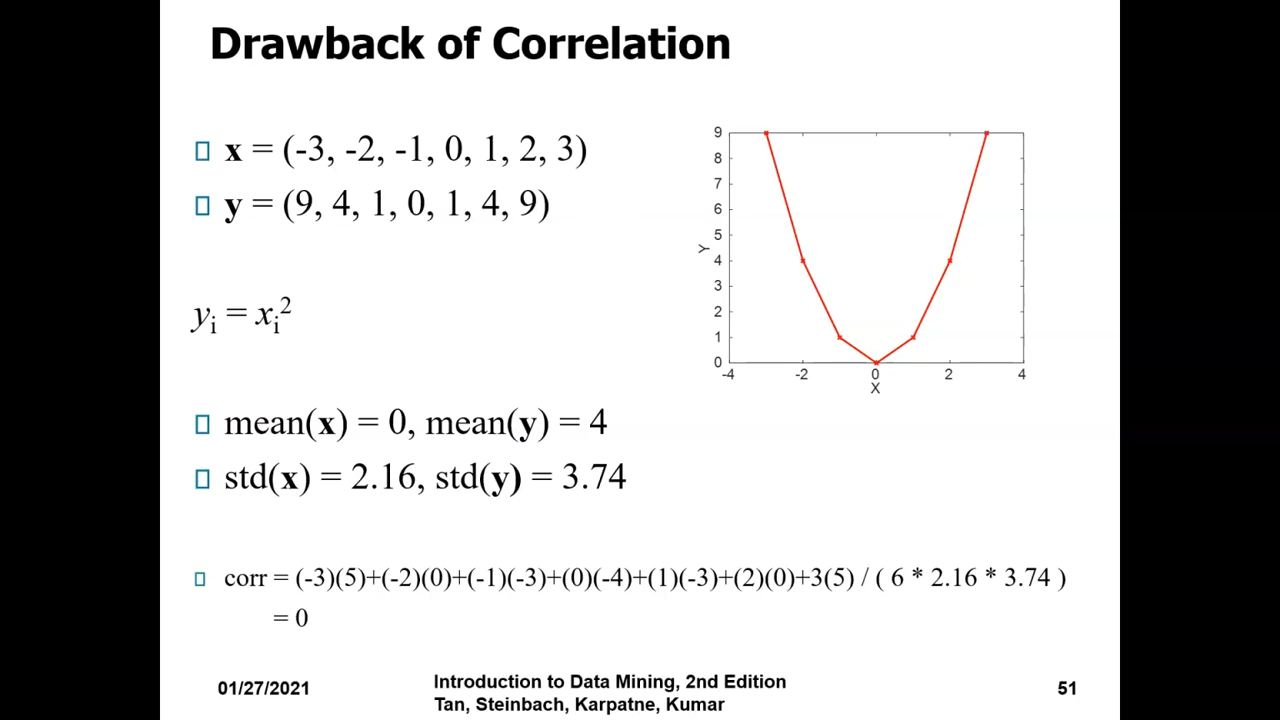 Drawback of Correlation
x = (-3, -2, -1, 0, 1, 2, 3)
y = (9, 4, 1, 0, 1, 4, 9)
yᵢ = xᵢ²
mean(x) = 0, mean(y) = 4
std(x) = 2.16, std(y) = 3.74
corr = (-3)(5)+(-2)(0)+(-1)(-3)+(0)(-4)+(1)(-3)+(2)(0)+3(5) / ( 6 * 2.16 * 3.74 )
= 0
9
8
7
6
5
4
3
2
1
0
Y
-4 -2 0 2 4
X
01/27/2021
Introduction to Data Mining, 2nd Edition
Tan, Steinbach, Karpatne, Kumar
51